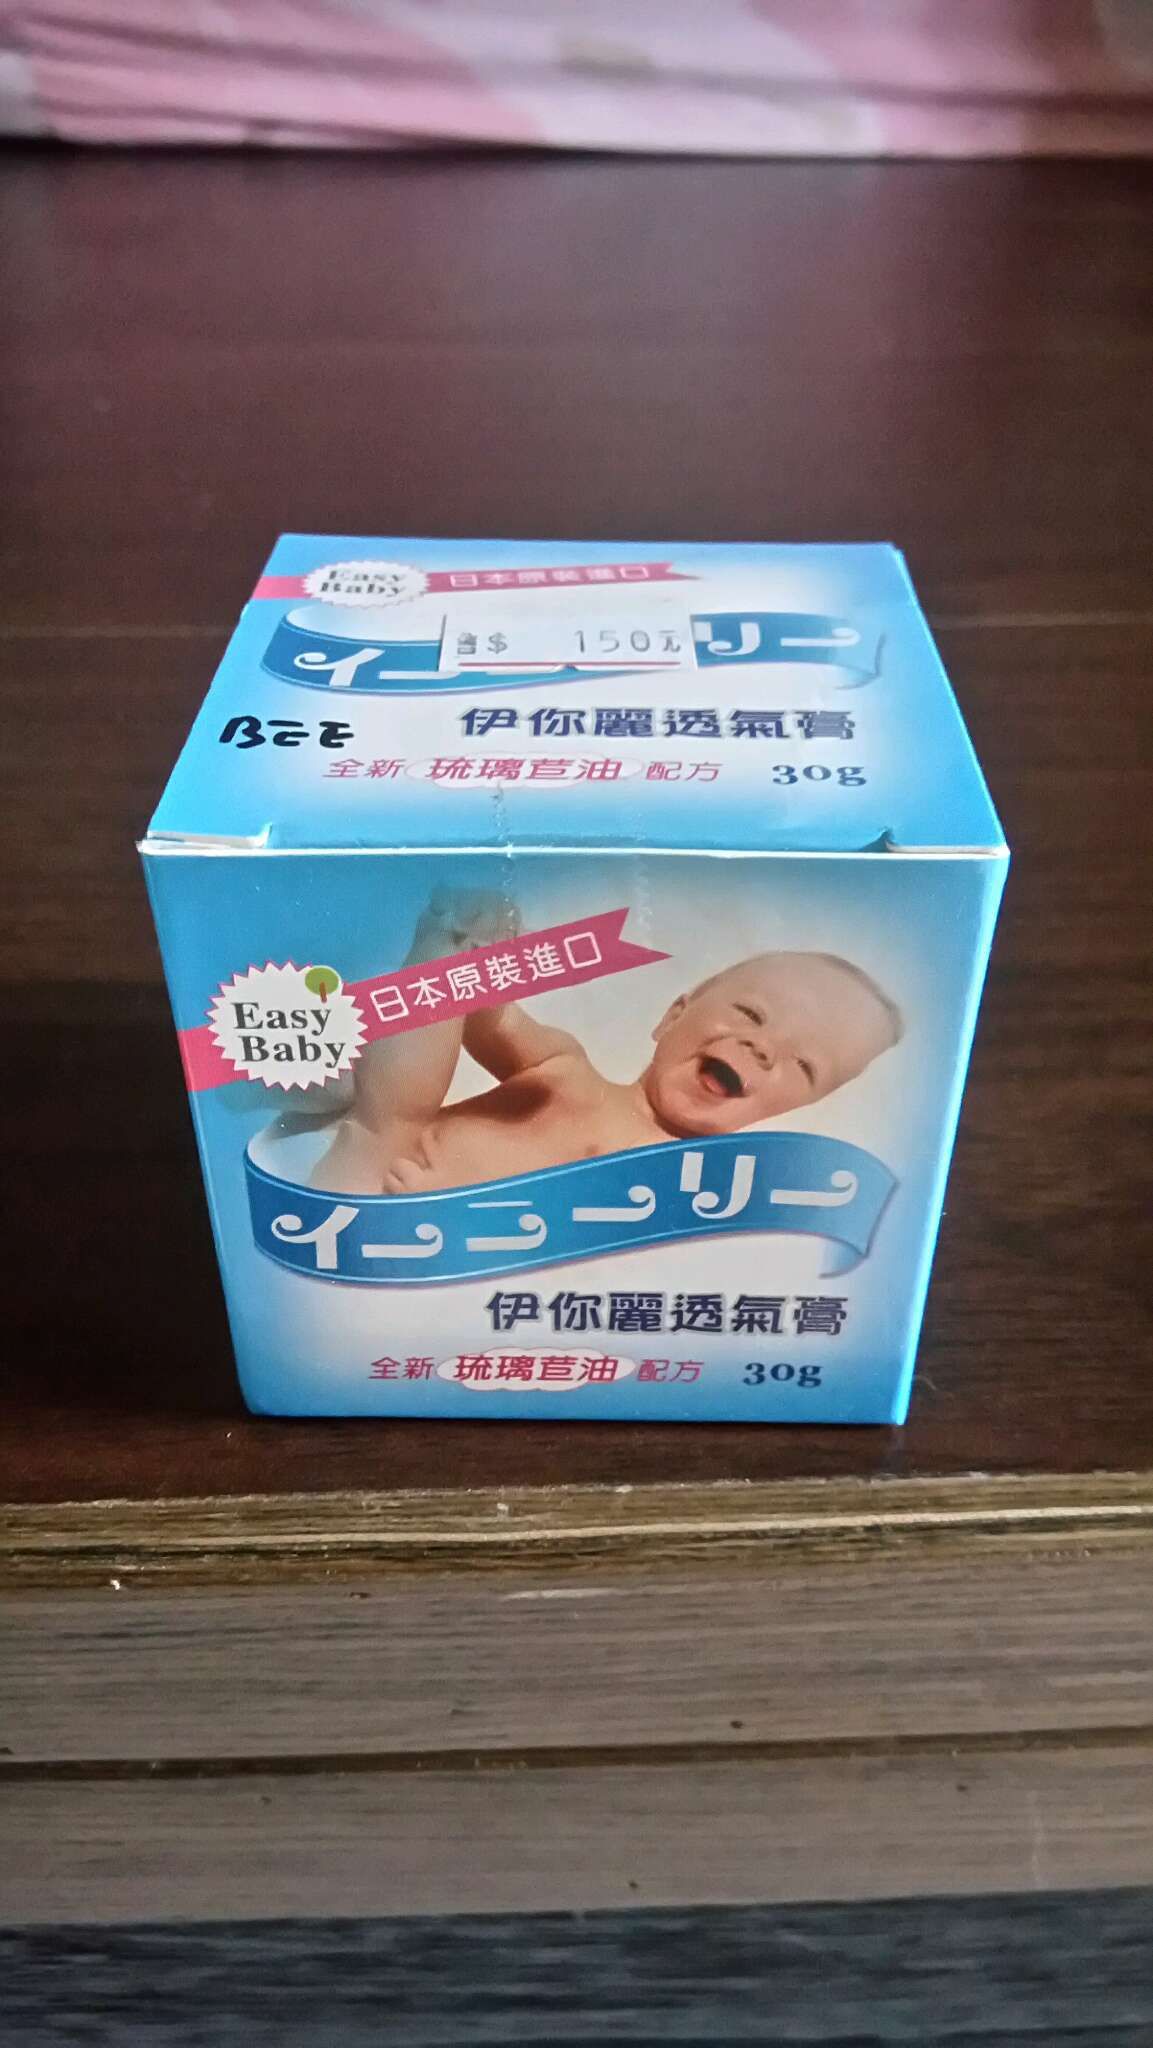 Easy
Baby
日本原裝進口
售$ 150元
イーニーリー
BEE
伊你麗透氣膏
全新 琉璃苣油 配方 30g
Easy
Baby
日本原裝進口
イーニーリー
伊你麗透氣膏
全新 琉璃苣油 配方 30g